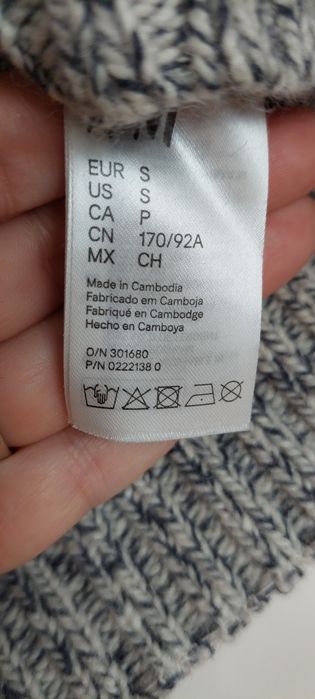 EUR S
US S
CA P
CN 170/92A
MX CH
Made in Cambodia
Fabricado em Camboja
Fabriqué en Cambodge
Hecho en Camboya
O/N 301680
P/N 0222138 0